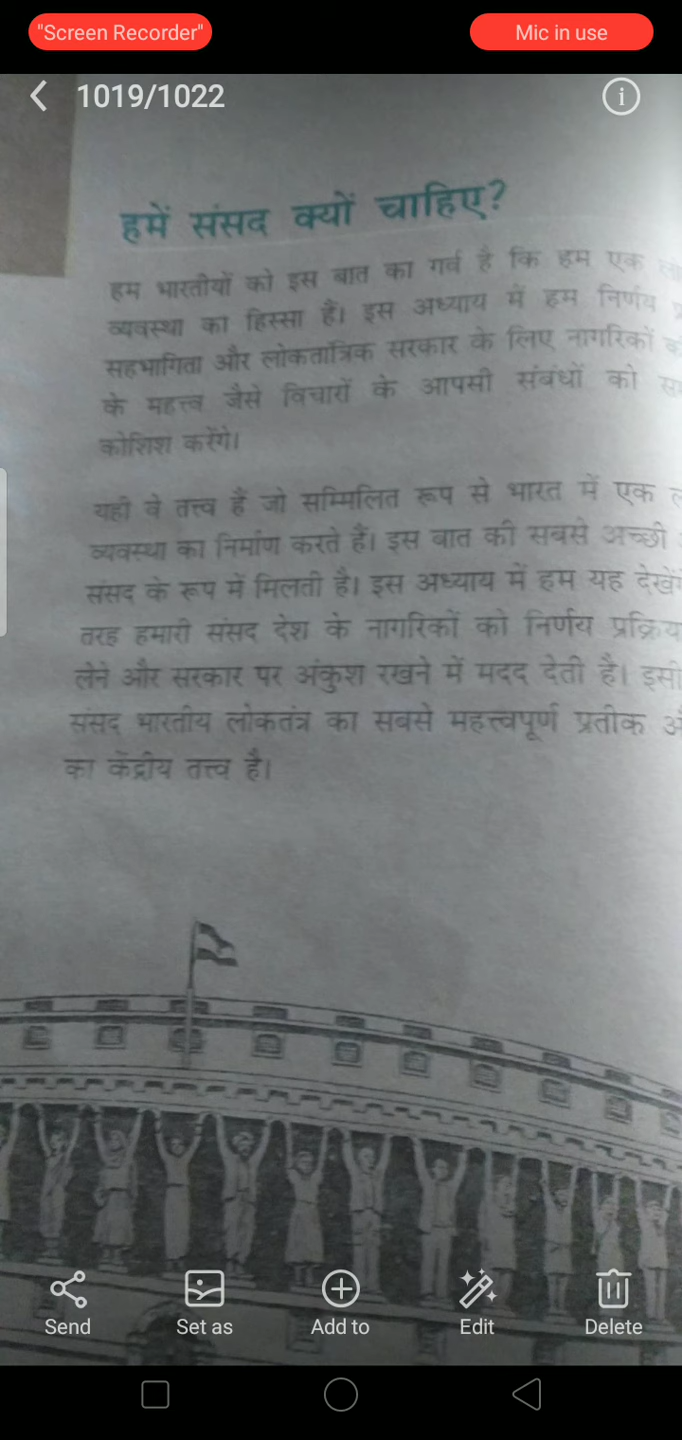 "Screen Recorder"
Mic in use
1019/1022
हमें संसद क्यों चाहिए?
हम भारतीयों को इस बात का गर्व है कि हम एक
व्यवस्था का हिस्सा हैं। इस अध्याय में हम निर्णय
सहभागिता और लोकतांत्रिक सरकार के लिए नागरिकों
के महत्त्व जैसे विचारों के आपसी संबंधों को
कोशिश करेंगे।
यही वे तत्त्व हैं जो सम्मिलित रूप से भारत में एक
व्यवस्था का निर्माण करते हैं। इस बात की सबसे अच्छी
संसद के रूप में मिलती है। इस अध्याय में हम यह
तरह हमारी संसद देश के नागरिकों को निर्णय
लेने और सरकार पर अंकुश रखने में मदद देती है। इसी
संसद भारतीय लोकतंत्र का सबसे महत्त्वपूर्ण प्रतीक
का केंद्रीय तत्त्व है।
Send
Set as
Add to
Edit
Delete